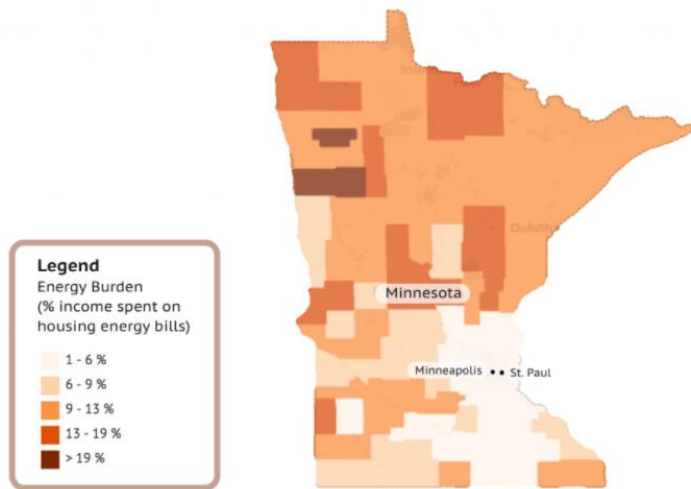 Duluth
Minnesota
Minneapolis
St. Paul
Legend
Energy Burden
(% income spent on
housing energy bills)
1 - 6 %
6 - 9 %
9 - 13 %
13 - 19 %
> 19 %